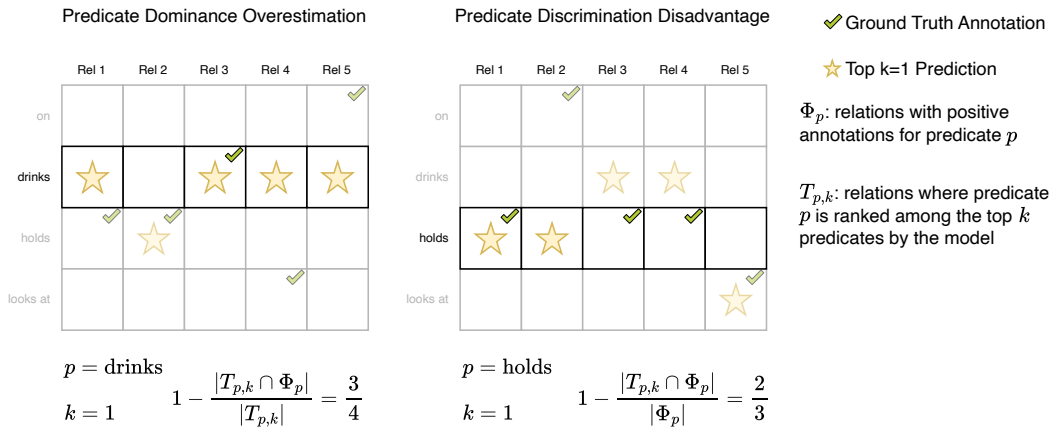 Predicate Dominance Overestimation
Rel 1 Rel 2 Rel 3 Rel 4 Rel 5
on
drinks
holds
looks at
p = drinks
k = 1
1 − |T_{p,k} ∩ Φ_p| / |T_{p,k}| = 3/4
Predicate Discrimination Disadvantage
Rel 1 Rel 2 Rel 3 Rel 4 Rel 5
on
drinks
holds
looks at
p = holds
k = 1
1 − |T_{p,k} ∩ Φ_p| / |Φ_p| = 2/3
Ground Truth Annotation
Top k=1 Prediction
Φ_p: relations with positive
annotations for predicate p
T_{p,k}: relations where predicate
p is ranked among the top k
predicates by the model